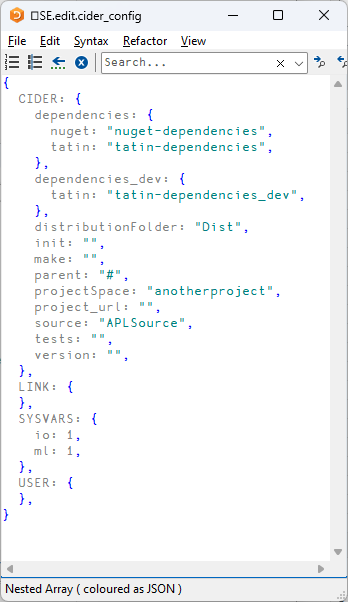 ⎕SE.edit.cider_config
File Edit Syntax Refactor View
Search...
{
  CIDER: {
    dependencies: {
      nuget: "nuget-dependencies",
      tatin: "tatin-dependencies",
    },
    dependencies_dev: {
      tatin: "tatin-dependencies_dev",
    },
    distributionFolder: "Dist",
    init: "",
    make: "",
    parent: "#",
    projectSpace: "anotherproject",
    project_url: "",
    source: "APLSource",
    tests: "",
    version: "",
  },
  LINK: {
  },
  SYSVARS: {
    io: 1,
    ml: 1,
  },
  USER: {
  },
}
Nested Array ( coloured as JSON )